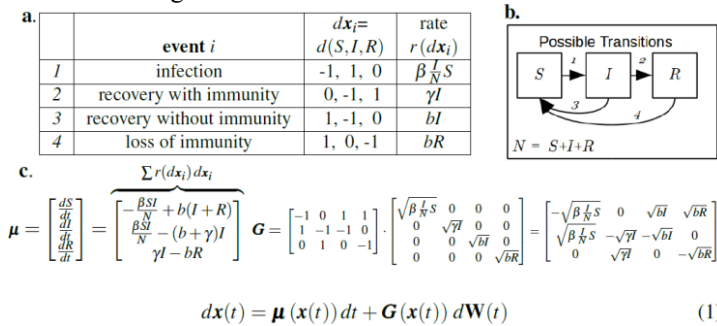 a.
event i | dx_i= d(S,I,R) | rate r(dx_i)
1 | infection | -1, 1, 0 | β I/N S
2 | recovery with immunity | 0, -1, 1 | γI
3 | recovery without immunity | 1, -1, 0 | bI
4 | loss of immunity | 1, 0, -1 | bR
b.
Possible Transitions
S 1 I 2 R
3
4
N = S+I+R
c.
∑ r(dx_i) dx_i
μ = [dS/dt; dI/dt; dR/dt] = [-βSI/N + b(I+R); βSI/N - (b+γ)I; γI - bR] G = [-1 0 1 1; 1 -1 -1 0; 0 1 0 -1] · [√(β I/N S) 0 0 0; 0 √γI 0 0; 0 0 √bI 0; 0 0 0 √bR] = [-√(β I/N S) 0 √bI √bR; √(β I/N S) -√γI -√bI 0; 0 √γI 0 -√bR]
dx(t) = μ(x(t)) dt + G(x(t)) dW(t) (1)